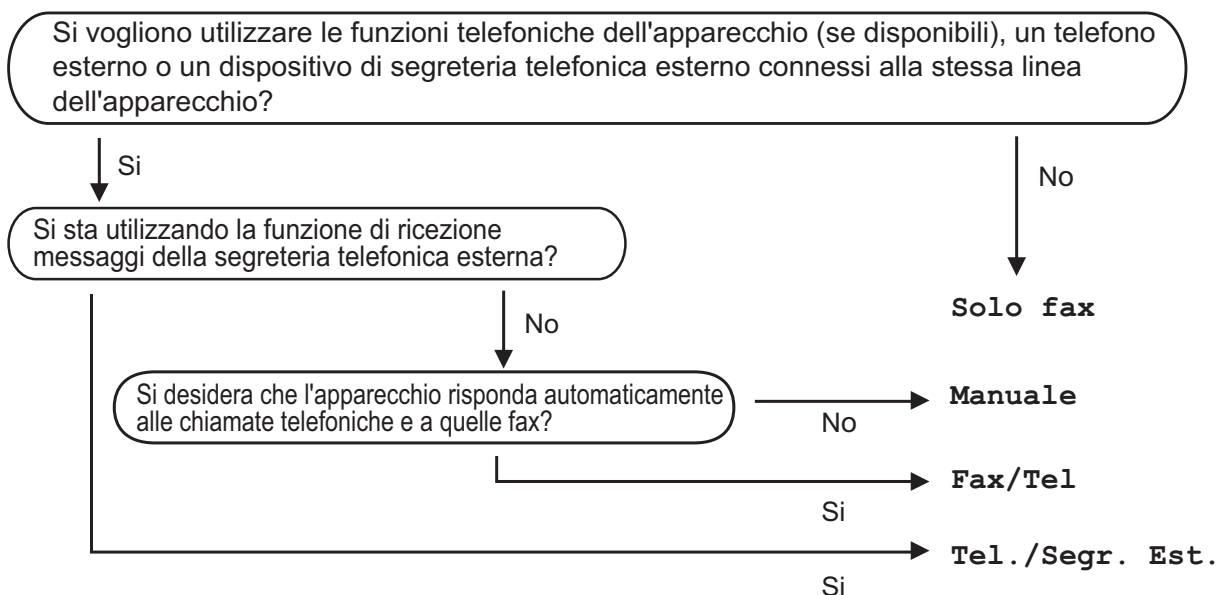 Si vogliono utilizzare le funzioni telefoniche dell'apparecchio (se disponibili), un telefono
esterno o un dispositivo di segreteria telefonica esterno connessi alla stessa linea
dell'apparecchio?
Si
No
Si sta utilizzando la funzione di ricezione
messaggi della segreteria telefonica esterna?
Solo fax
No
Si desidera che l'apparecchio risponda automaticamente
alle chiamate telefoniche e a quelle fax?
No
Manuale
Si
Fax/Tel
Si
Tel./Segr. Est.